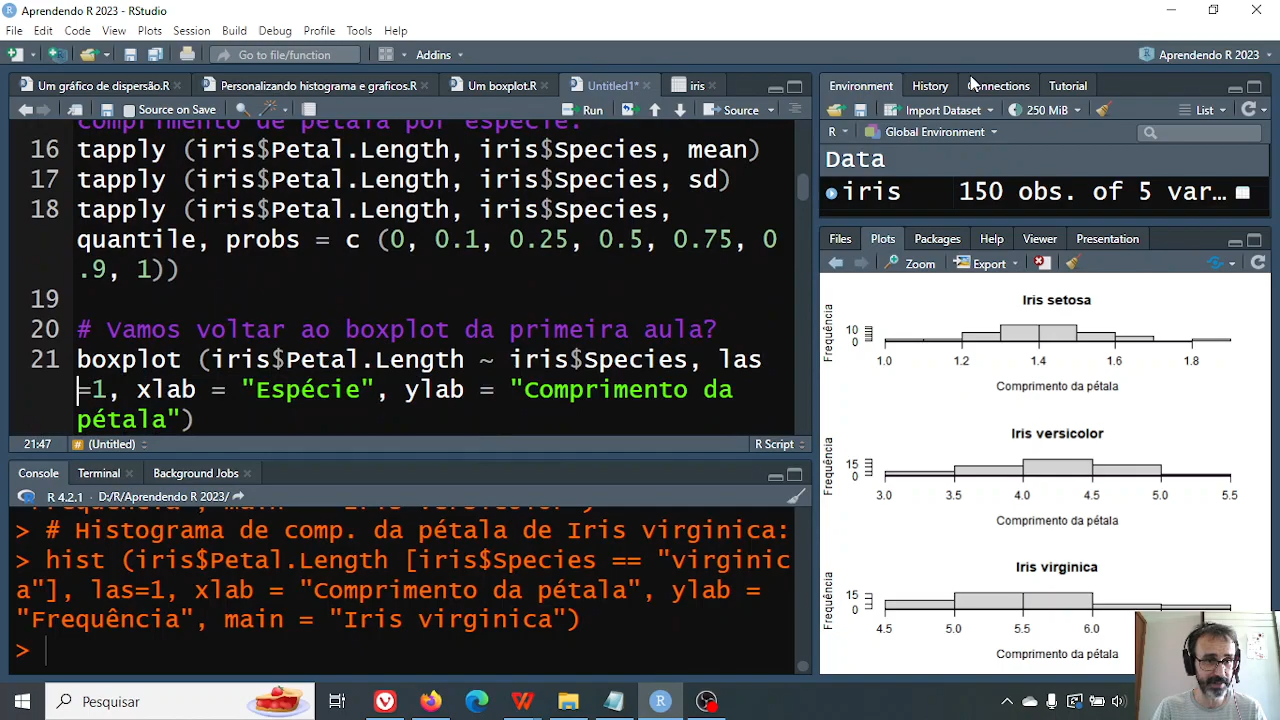 Aprendendo R 2023 - RStudio
File Edit Code View Plots Session Build Debug Profile Tools Help
Go to file/function Addins Aprendendo R 2023
Um gráfico de dispersão.R Personalizando histograma e graficos.R Um boxplot.R Untitled1* iris
Source on Save Run Source
comprimento de pétala por espécie:
16 tapply (iris$Petal.Length, iris$Species, mean)
17 tapply (iris$Petal.Length, iris$Species, sd)
18 tapply (iris$Petal.Length, iris$Species,
quantile, probs = c (0, 0.1, 0.25, 0.5, 0.75, 0
.9, 1))
19
20 # Vamos voltar ao boxplot da primeira aula?
21 boxplot (iris$Petal.Length ~ iris$Species, las
=1, xlab = "Espécie", ylab = "Comprimento da
pétala")
21:47 # (Untitled) R Script
Console Terminal Background Jobs
R 4.2.1 · D:/R/Aprendendo R 2023/
"Frequência", main = "Iris versicolor")
> # Histograma de comp. da pétala de Iris virginica:
> hist (iris$Petal.Length [iris$Species == "virginic
a"], las=1, xlab = "Comprimento da pétala", ylab =
"Frequência", main = "Iris virginica")
>
Environment History Connections Tutorial
Import Dataset 250 MiB List
R Global Environment
Data
iris 150 obs. of 5 var…
Files Plots Packages Help Viewer Presentation
Zoom Export
Iris setosa
Frequência
10
0
1.0 1.2 1.4 1.6 1.8
Comprimento da pétala
Iris versicolor
Frequência
15
0
3.0 3.5 4.0 4.5 5.0 5.5
Comprimento da pétala
Iris virginica
Frequência
15
0
4.5 5.0 5.5 6.0
Comprimento da pétala
Pesquisar